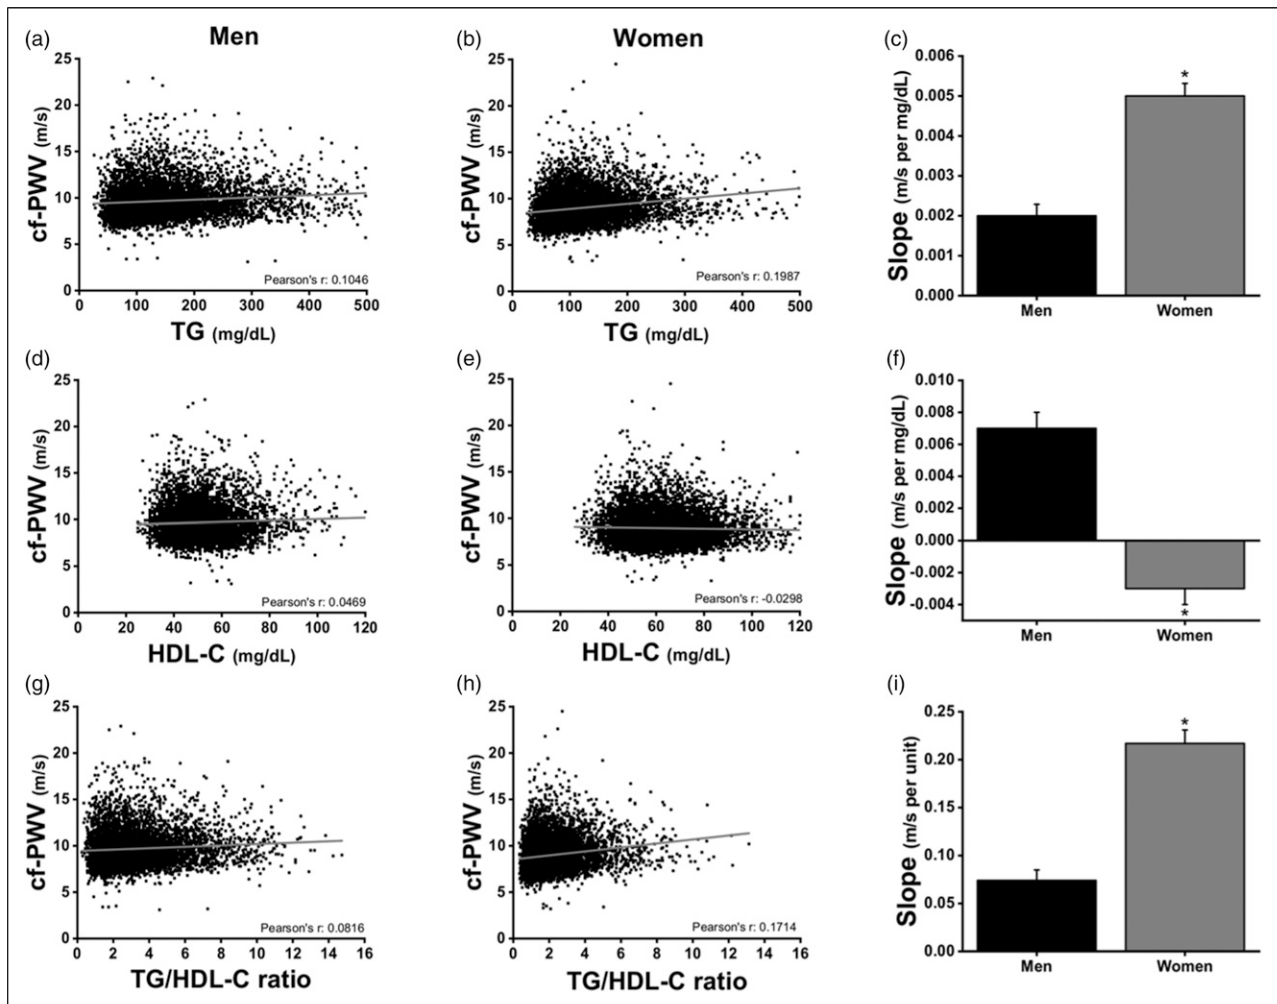 (a)
Men
25
20
15
10
5
0
cf-PWV (m/s)
Pearson's r: 0.1046
0 100 200 300 400 500
TG (mg/dL)
(b)
Women
25
20
15
10
5
0
cf-PWV (m/s)
Pearson's r: 0.1987
0 100 200 300 400 500
TG (mg/dL)
(c)
0.006
0.005
0.004
0.003
0.002
0.001
0.000
Slope (m/s per mg/dL)
*
Men Women
(d)
25
20
15
10
5
0
cf-PWV (m/s)
Pearson's r: 0.0469
0 20 40 60 80 100 120
HDL-C (mg/dL)
(e)
25
20
15
10
5
0
cf-PWV (m/s)
Pearson's r: -0.0298
0 20 40 60 80 100 120
HDL-C (mg/dL)
(f)
0.010
0.008
0.006
0.004
0.002
0.000
-0.002
-0.004
Slope (m/s per mg/dL)
*
Men Women
(g)
25
20
15
10
5
0
cf-PWV (m/s)
Pearson's r: 0.0816
0 2 4 6 8 10 12 14 16
TG/HDL-C ratio
(h)
25
20
15
10
5
0
cf-PWV (m/s)
Pearson's r: 0.1714
0 2 4 6 8 10 12 14 16
TG/HDL-C ratio
(i)
0.25
0.20
0.15
0.10
0.05
0.00
Slope (m/s per unit)
*
Men Women